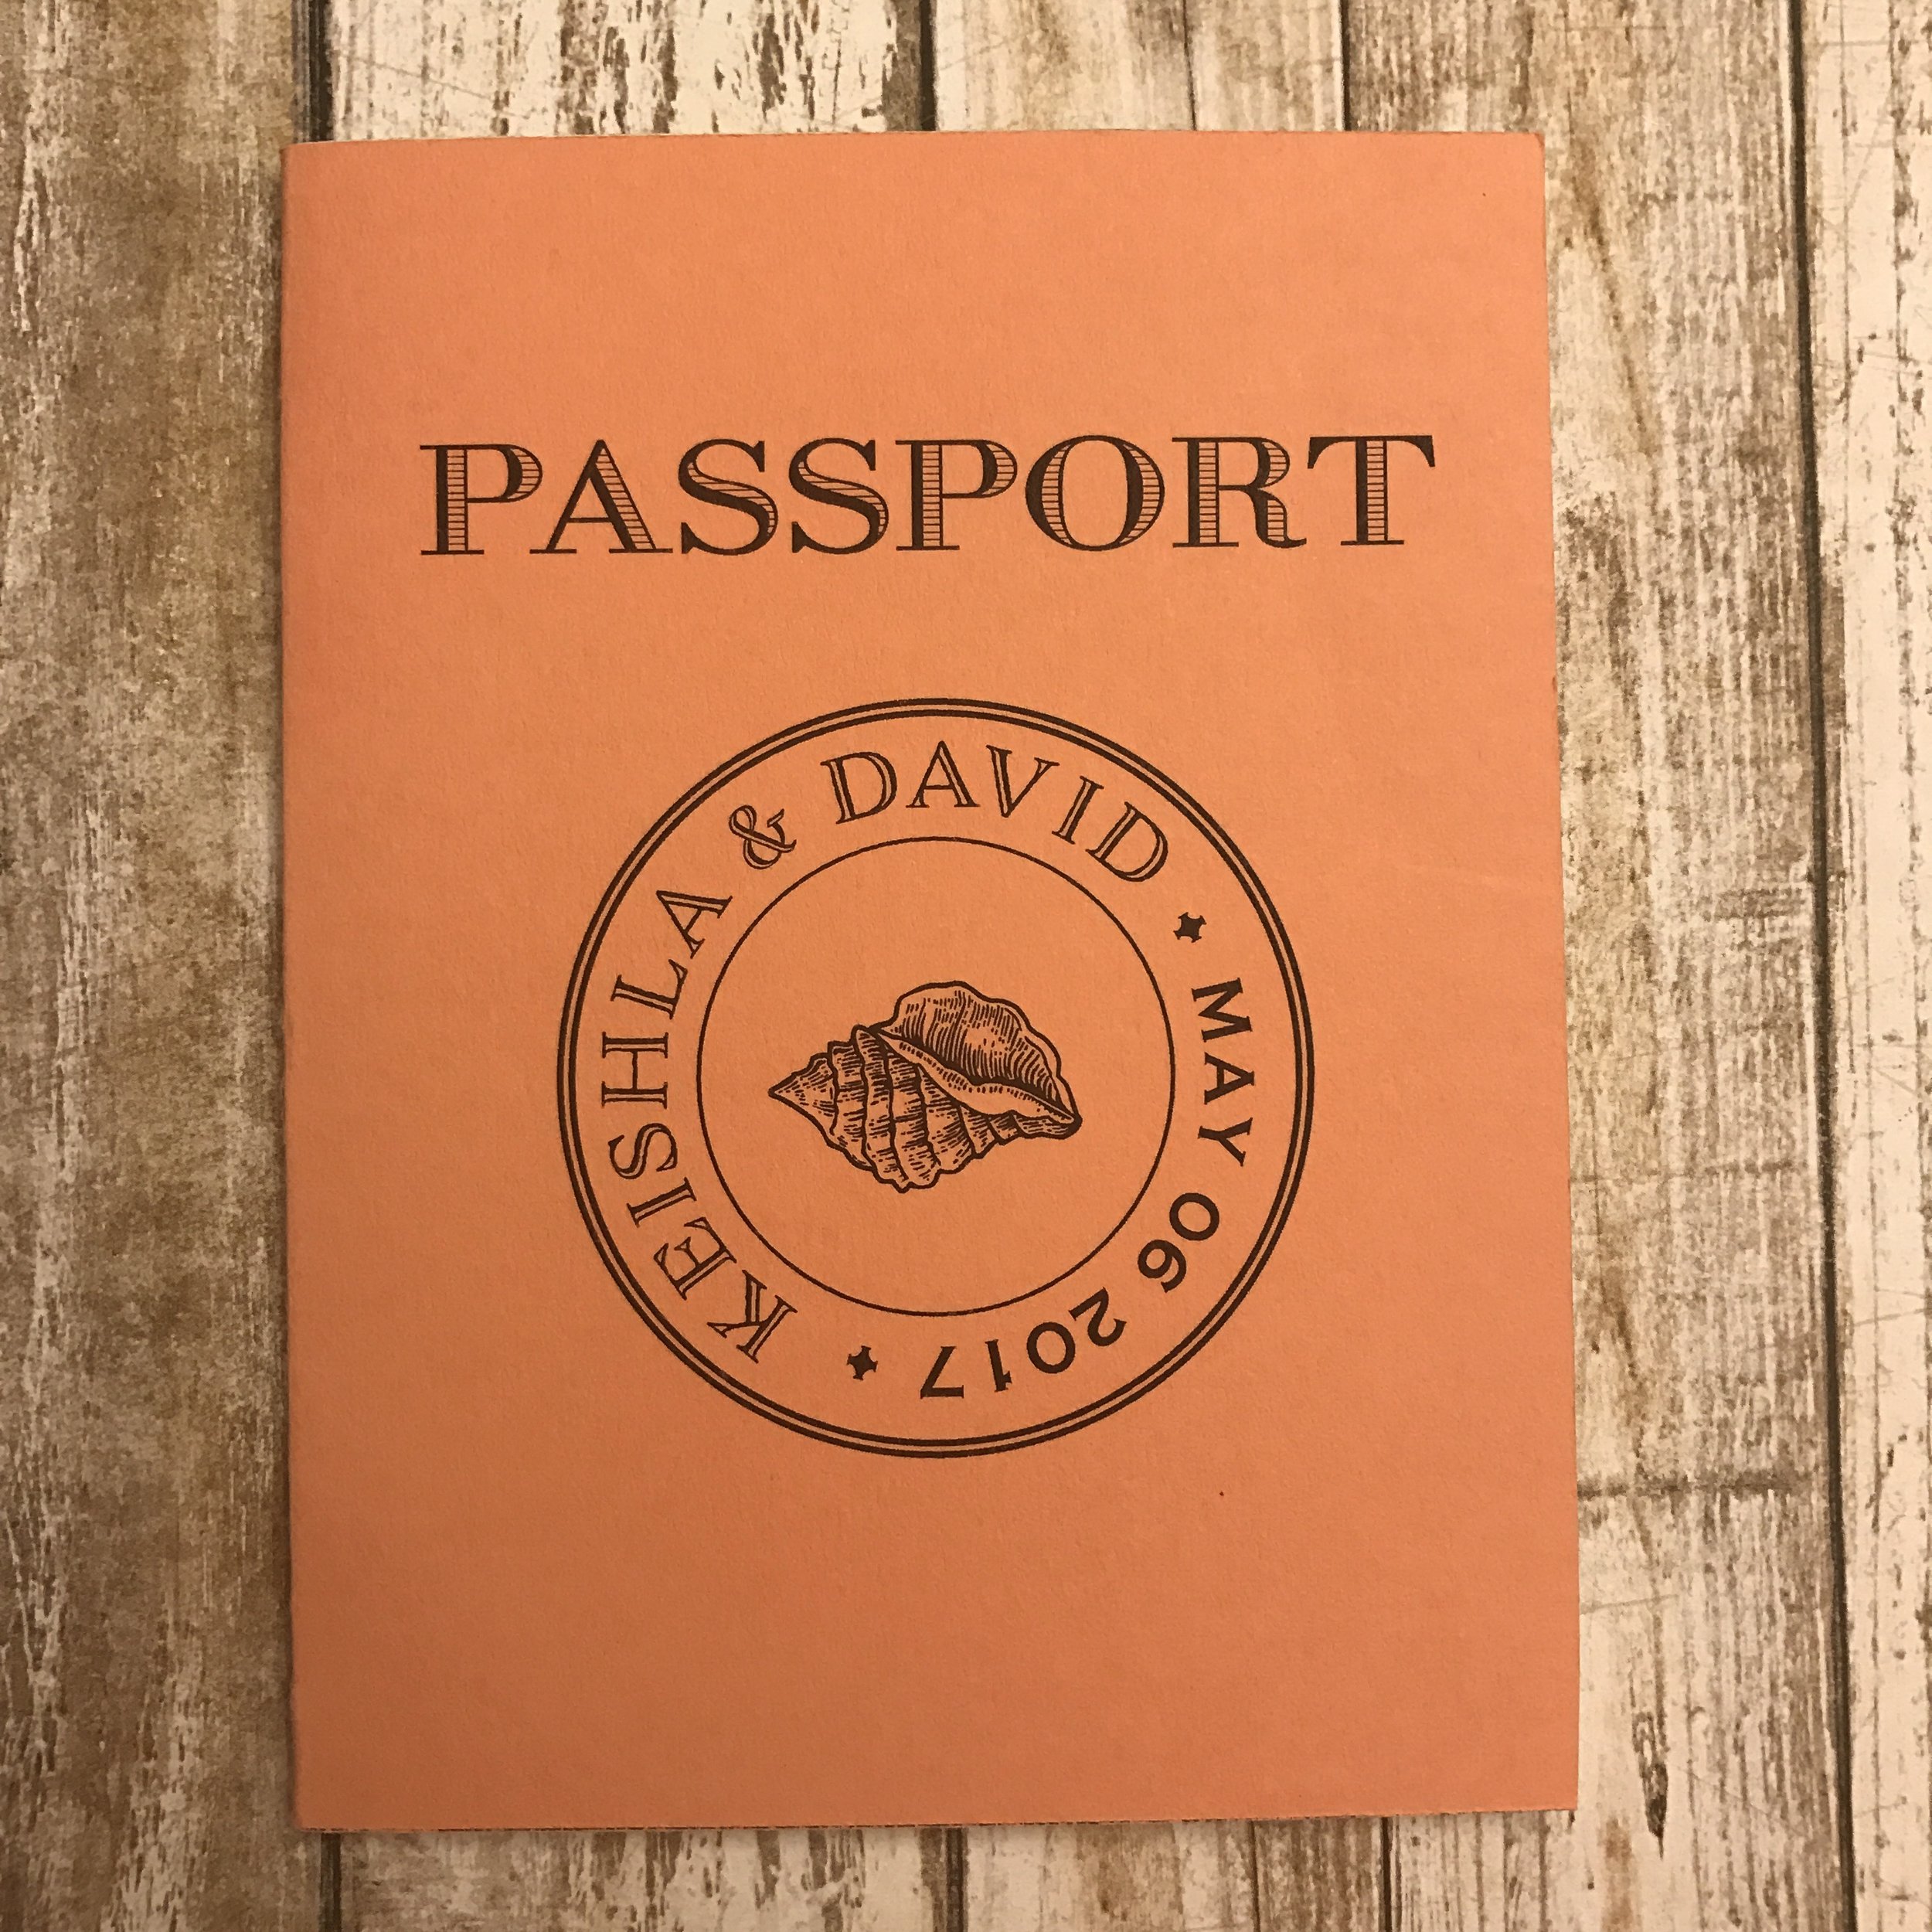 PASSPORT
KEISHLA & DAVID
MAY 06 2017